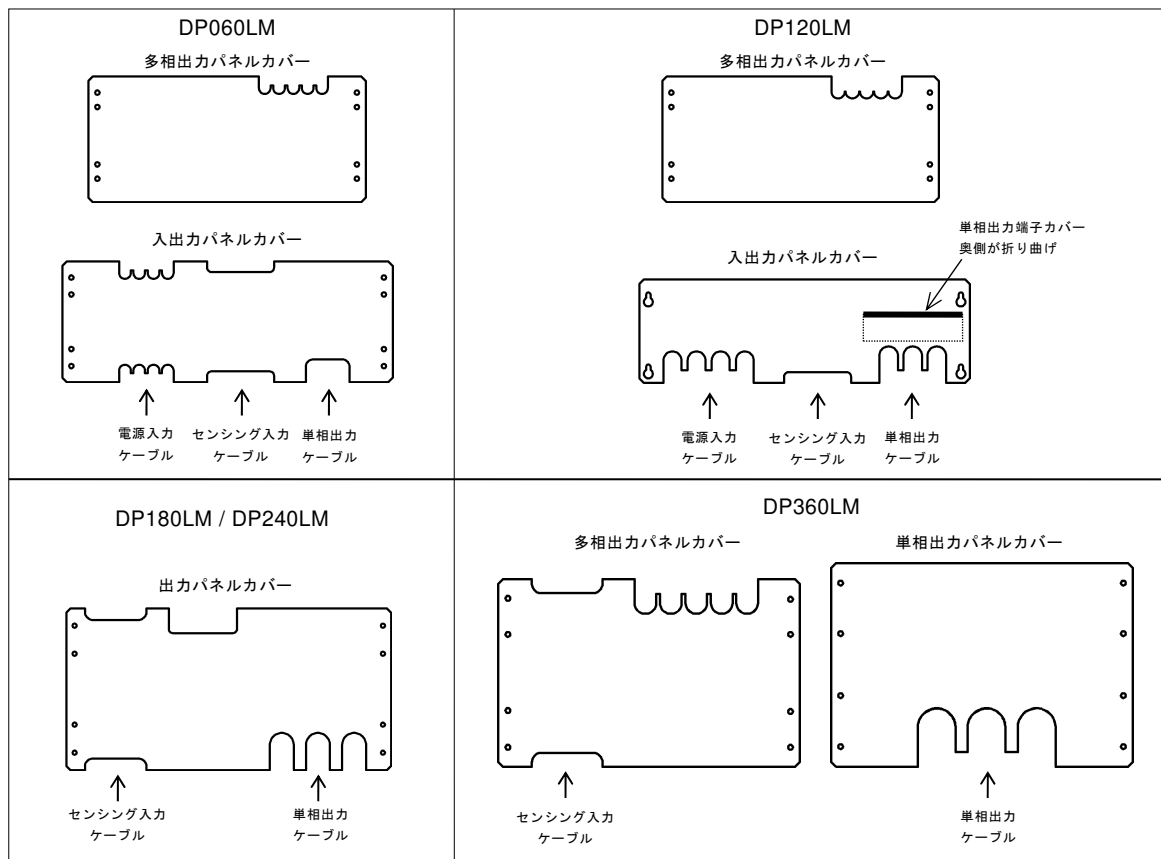 DP060LM
多相出力パネルカバー
入出力パネルカバー
電源入力
ケーブル
センシング入力
ケーブル
単相出力
ケーブル
DP120LM
多相出力パネルカバー
単相出力端子カバー
奥側が折り曲げ
入出力パネルカバー
電源入力
ケーブル
センシング入力
ケーブル
単相出力
ケーブル
DP180LM / DP240LM
出力パネルカバー
センシング入力
ケーブル
単相出力
ケーブル
DP360LM
多相出力パネルカバー
単相出力パネルカバー
センシング入力
ケーブル
単相出力
ケーブル